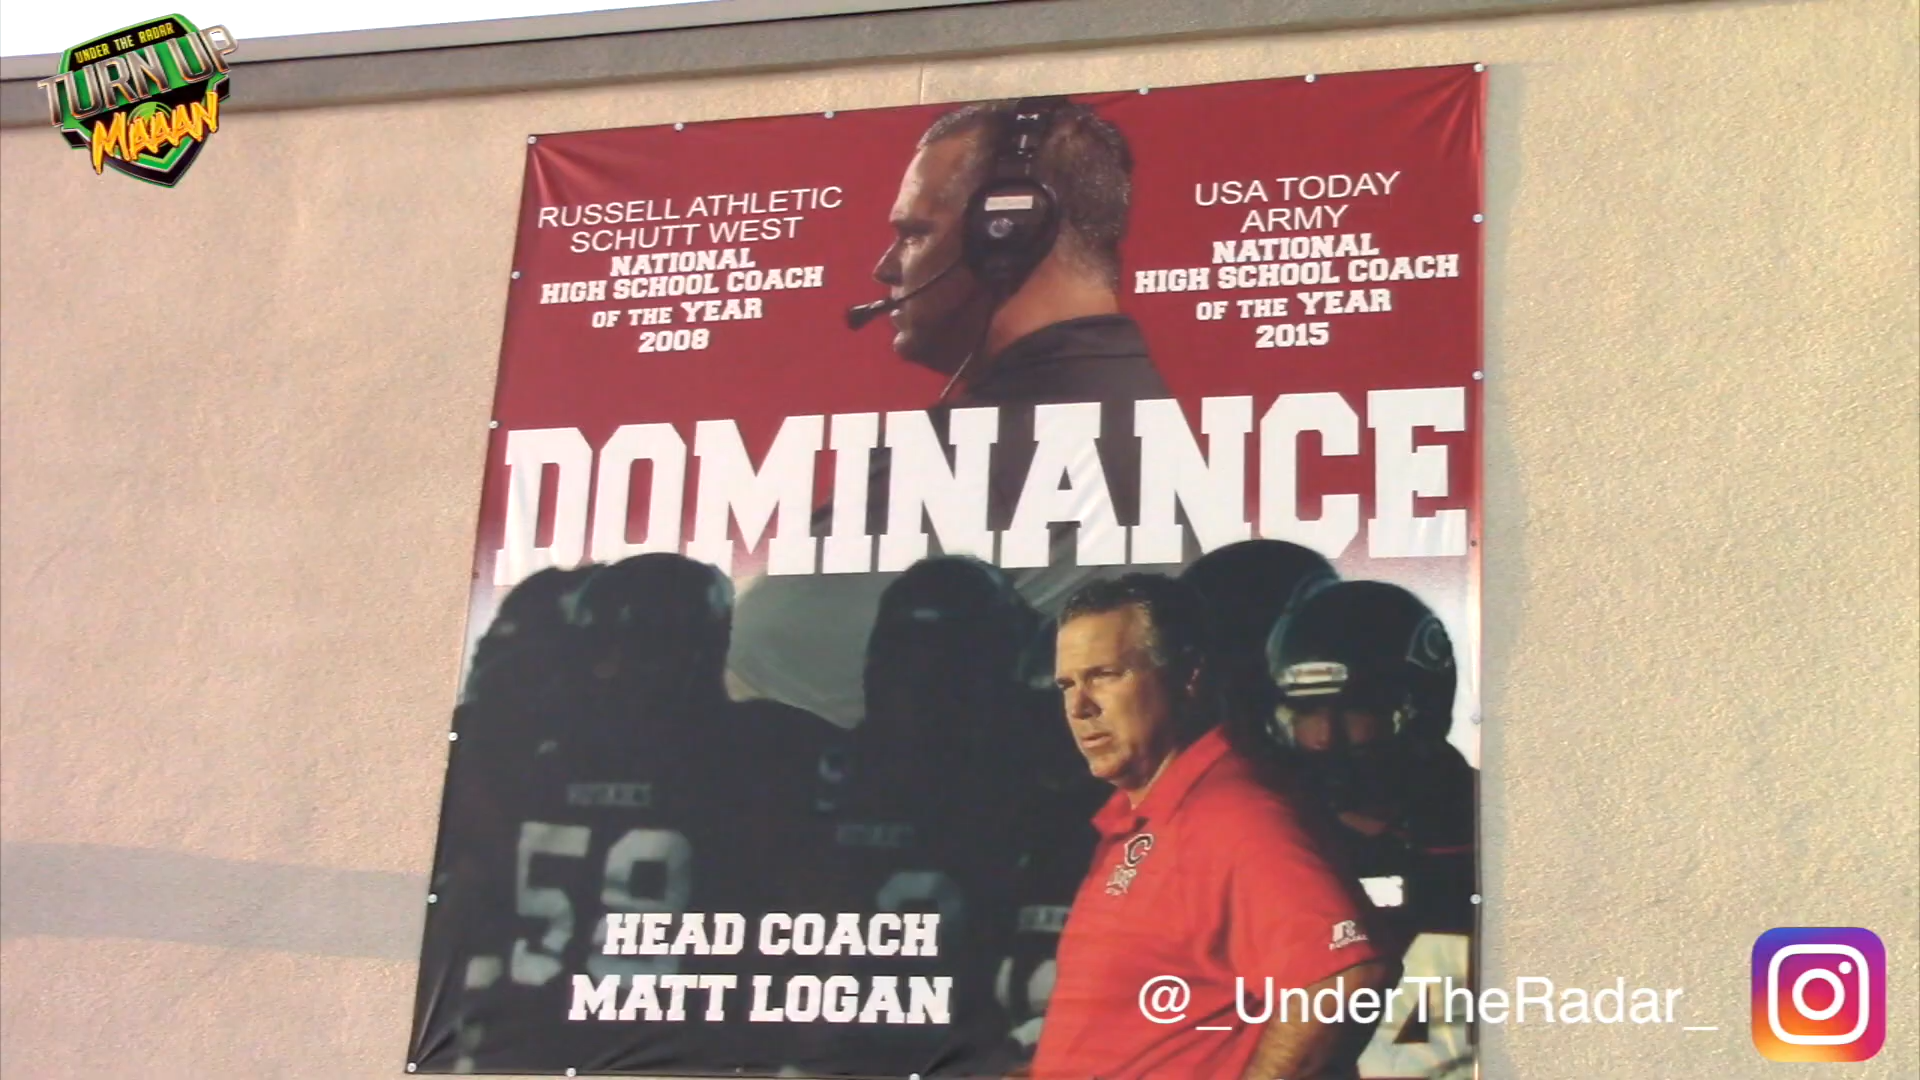 UNDER THE RADAR
TURN UP
MAAAN
RUSSELL ATHLETIC
SCHUTT WEST
NATIONAL
HIGH SCHOOL COACH
OF THE YEAR
2008
USA TODAY
ARMY
NATIONAL
HIGH SCHOOL COACH
OF THE YEAR
2015
DOMINANCE
59
HEAD COACH
MATT LOGAN
@_UnderTheRadar_